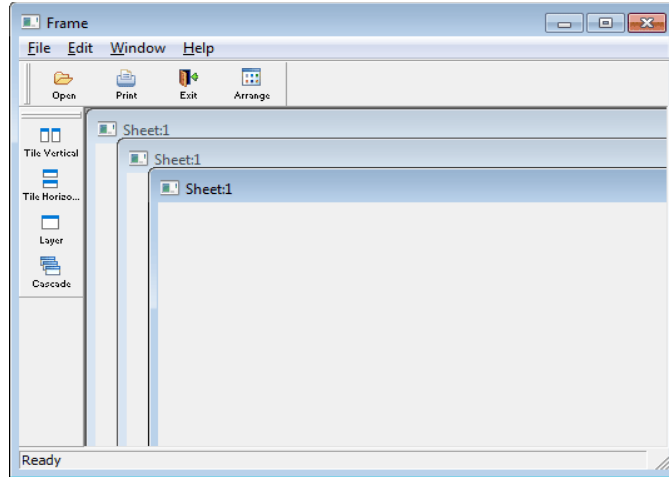 Frame
File Edit Window Help
Open Print Exit Arrange
Sheet:1
Tile Vertical
Sheet:1
Sheet:1
Tile Horizo...
Layer
Cascade
Ready